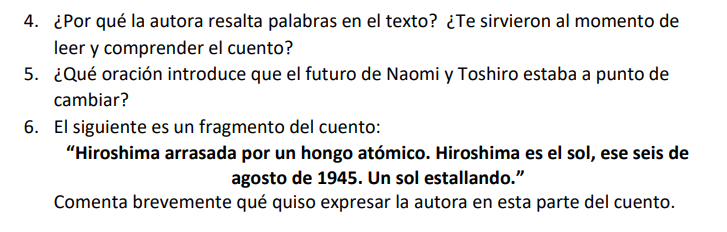 4. ¿Por qué la autora resalta palabras en el texto? ¿Te sirvieron al momento de
leer y comprender el cuento?
5. ¿Qué oración introduce que el futuro de Naomi y Toshiro estaba a punto de
cambiar?
6. El siguiente es un fragmento del cuento:
“Hiroshima arrasada por un hongo atómico. Hiroshima es el sol, ese seis de
agosto de 1945. Un sol estallando.”
Comenta brevemente qué quiso expresar la autora en esta parte del cuento.